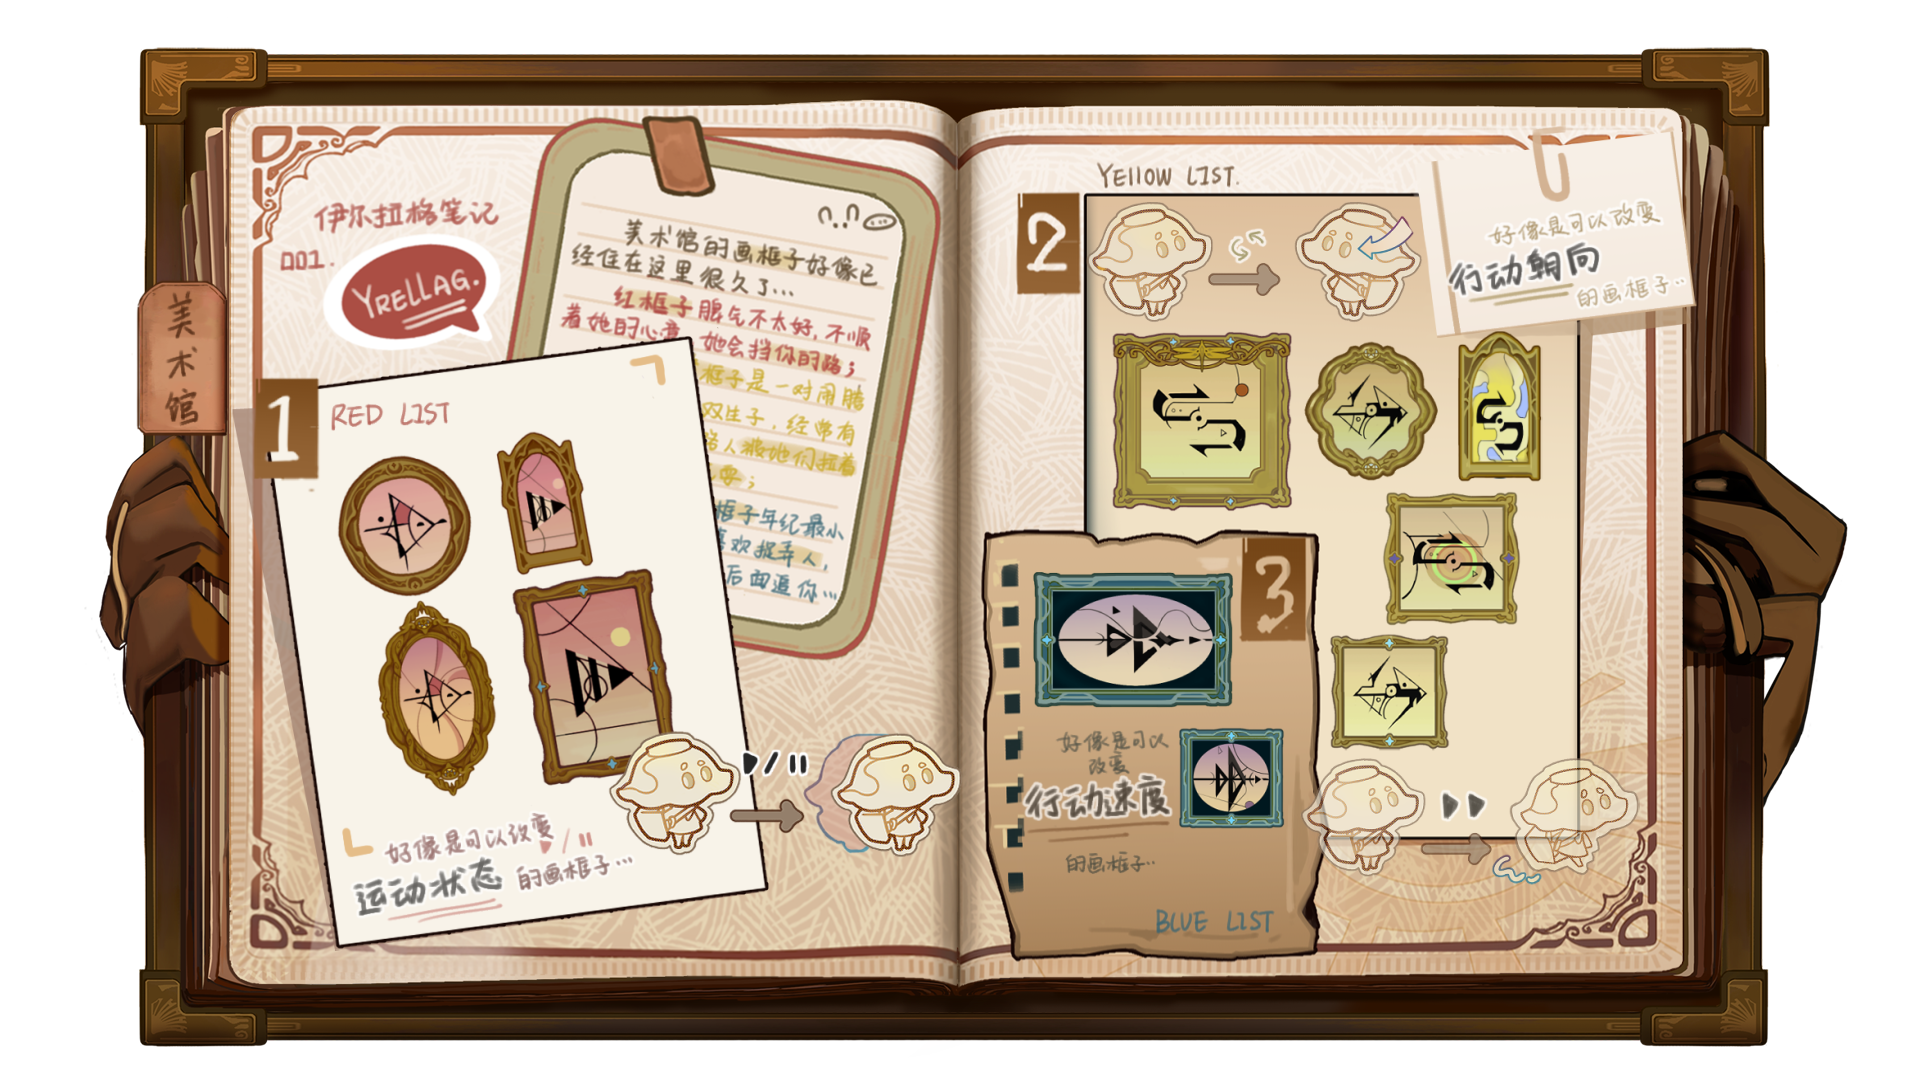 美术馆
伊尔拉格笔记
001.
YRELLAG.
美术馆的画框子好像已
经住在这里很久了...
红框子脾气不太好,不顺
着她的心意,她会挡你的路;
框子是一对闹腾
双生子,经常有
路人被她们拉着
框子年纪最小
喜欢捉弄人,
后面追你...
1
RED LIST
好像是可以改变
运动状态 的画框子...
2
YEllOW LIST.
好像是可以改变
行动朝向
的画框子..
3
好像是可以
改变
行动速度
的画框子..
BLUE LIST